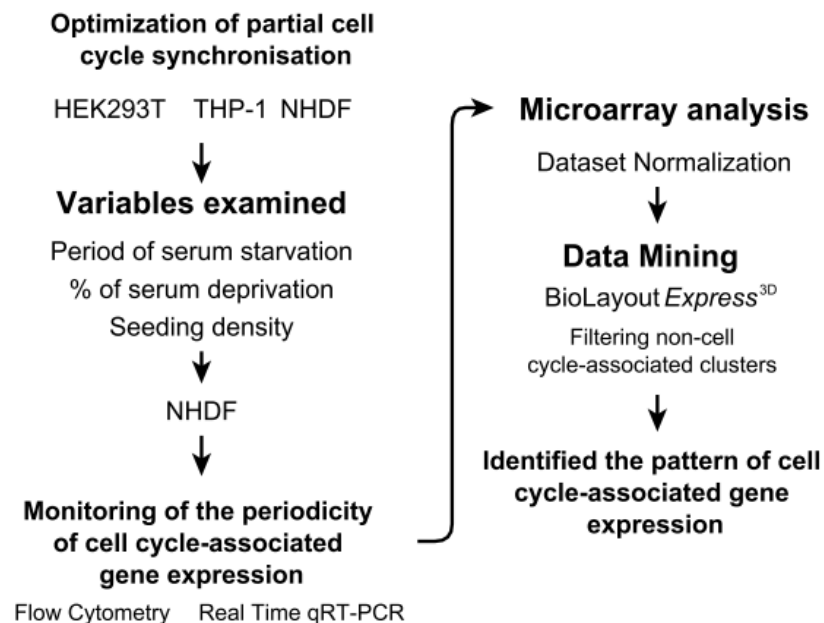 Optimization of partial cell
cycle synchronisation
HEK293T THP-1 NHDF
Variables examined
Period of serum starvation
% of serum deprivation
Seeding density
NHDF
Monitoring of the periodicity
of cell cycle-associated
gene expression
Flow Cytometry Real Time qRT-PCR
Microarray analysis
Dataset Normalization
Data Mining
BioLayout Express3D
Filtering non-cell
cycle-associated clusters
Identified the pattern of cell
cycle-associated gene
expression